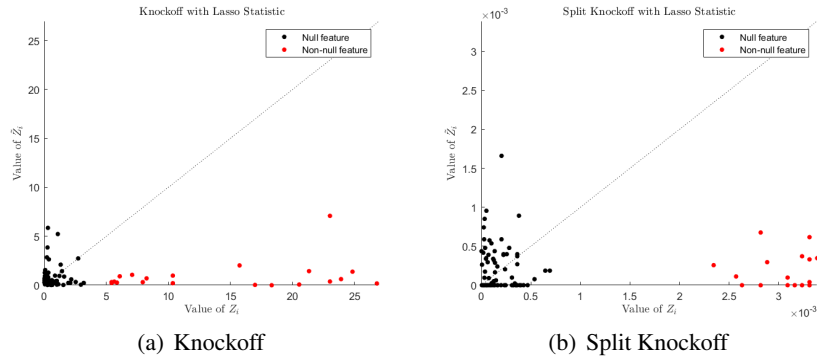 Knockoff with Lasso Statistic
Null feature
Non-null feature
25
20
15
10
5
0
Value of Z̃ᵢ
0 5 10 15 20 25
Value of Zᵢ
(a) Knockoff
×10⁻³
Split Knockoff with Lasso Statistic
Null feature
Non-null feature
3
2.5
2
1.5
1
0.5
0
Value of Z̃ᵢ
0 0.5 1 1.5 2 2.5 3
Value of Zᵢ
×10⁻³
(b) Split Knockoff